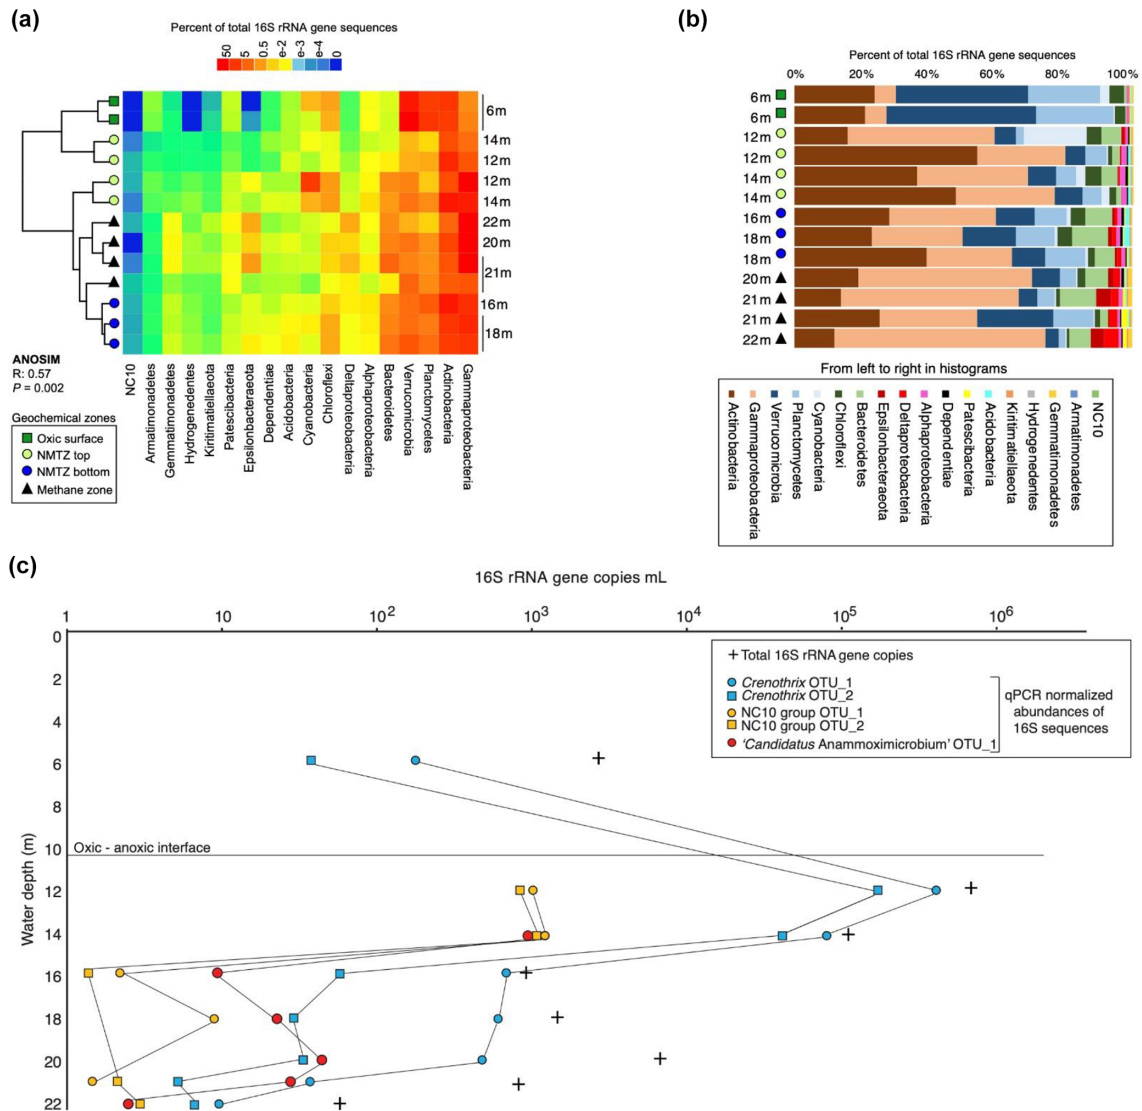 (a)
Percent of total 16S rRNA gene sequences
50
5
0.5
e-2
e-3
e-4
0
6m
14m
12m
12m
14m
22m
20m
21m
16m
18m
ANOSIM
R: 0.57
P = 0.002
NC10
Armatimonadetes
Gemmatimonadetes
Hydrogenedentes
Kiritimatiellaeota
Patescibacteria
Epsilonbacteraeota
Dependentiae
Acidobacteria
Cyanobacteria
Chloroflexi
Deltaproteobacteria
Alphaproteobacteria
Bacteroidetes
Verrucomicrobia
Planctomycetes
Actinobacteria
Gammaproteobacteria
Geochemical zones
Oxic surface
NMTZ top
NMTZ bottom
Methane zone
(b)
Percent of total 16S rRNA gene sequences
0% 20% 40% 60% 80% 100%
6m
6m
12m
12m
14m
14m
16m
18m
18m
20m
21m
21m
22m
From left to right in histograms
Actinobacteria
Gammaproteobacteria
Verrucomicrobia
Planctomycetes
Cyanobacteria
Chloroflexi
Bacteroidetes
Epsilonbacteraeota
Deltaproteobacteria
Alphaproteobacteria
Dependentiae
Patescibacteria
Acidobacteria
Kiritimatiellaeota
Hydrogenedentes
Gemmatimonadetes
Armatimonadetes
NC10
(c)
16S rRNA gene copies mL
1 10 10² 10³ 10⁴ 10⁵ 10⁶
Water depth (m)
0
2
4
6
8
10
12
14
16
18
20
22
Oxic - anoxic interface
+ Total 16S rRNA gene copies
Crenothrix OTU_1
Crenothrix OTU_2
NC10 group OTU_1
NC10 group OTU_2
'Candidatus Anammoximicrobium' OTU_1
qPCR normalized
abundances of
16S sequences